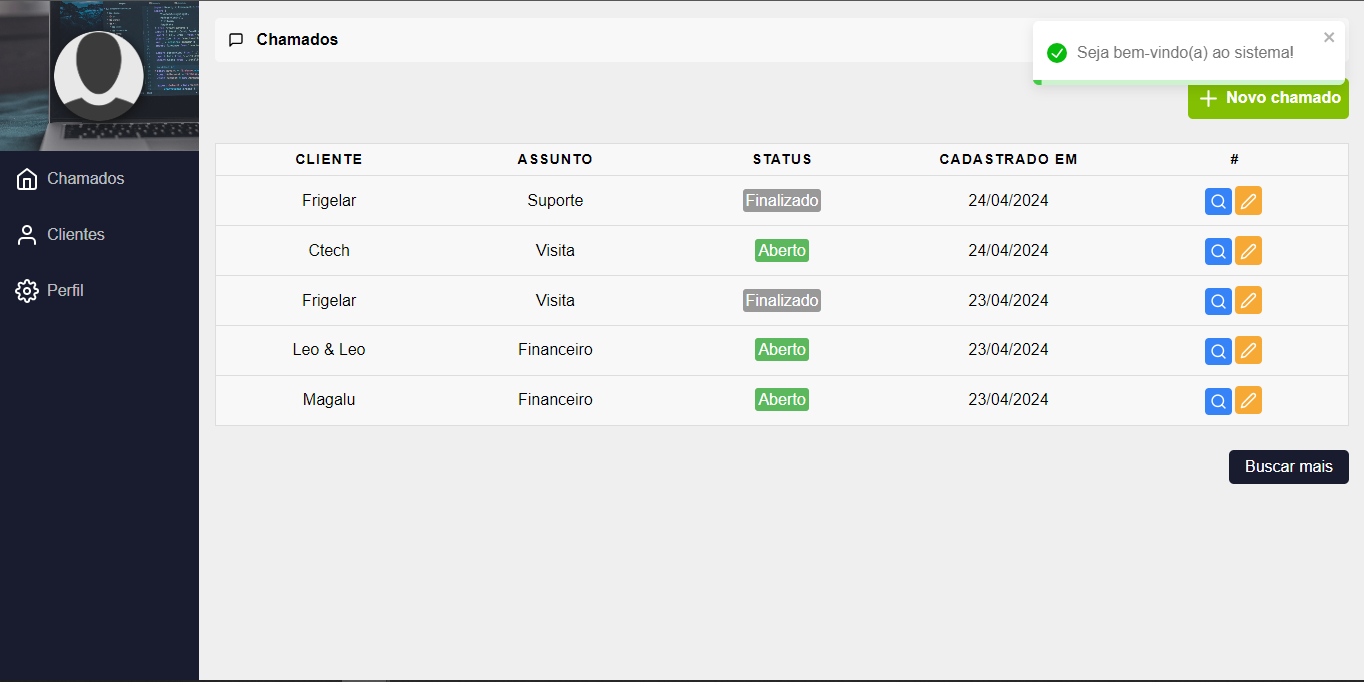 Chamados
Seja bem-vindo(a) ao sistema!
Novo chamado
Chamados
Clientes
Perfil
CLIENTE ASSUNTO STATUS CADASTRADO EM #
Frigelar Suporte Finalizado 24/04/2024
Ctech Visita Aberto 24/04/2024
Frigelar Visita Finalizado 23/04/2024
Leo & Leo Financeiro Aberto 23/04/2024
Magalu Financeiro Aberto 23/04/2024
Buscar mais